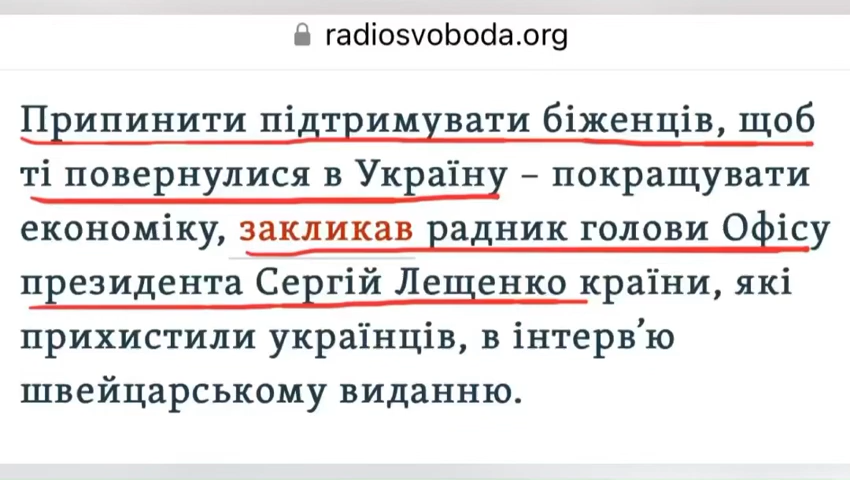 radiosvoboda.org
Припинити підтримувати біженців, щоб
ті повернулися в Україну – покращувати
економіку, закликав радник голови Офісу
президента Сергій Лещенко країни, які
прихистили українців, в інтерв’ю
швейцарському виданню.